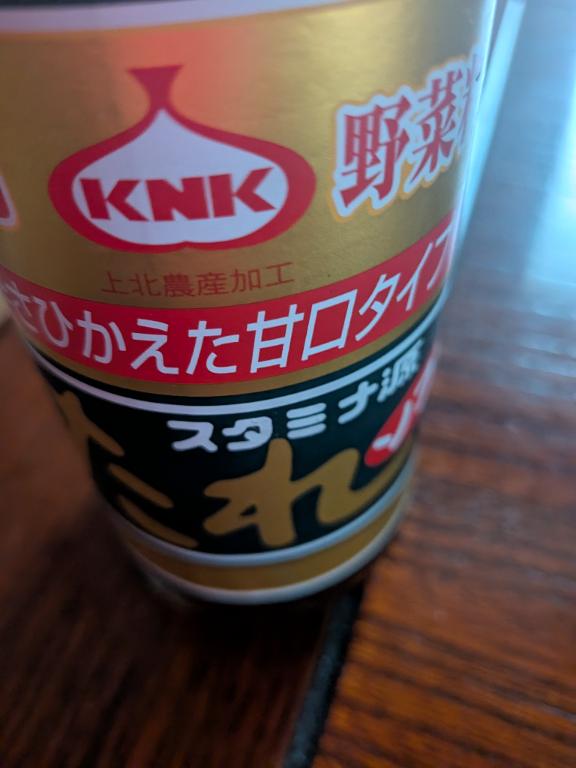 KNK
野菜
上北農産加工
さひかえた甘口タイプ
スタミナ源
たれ